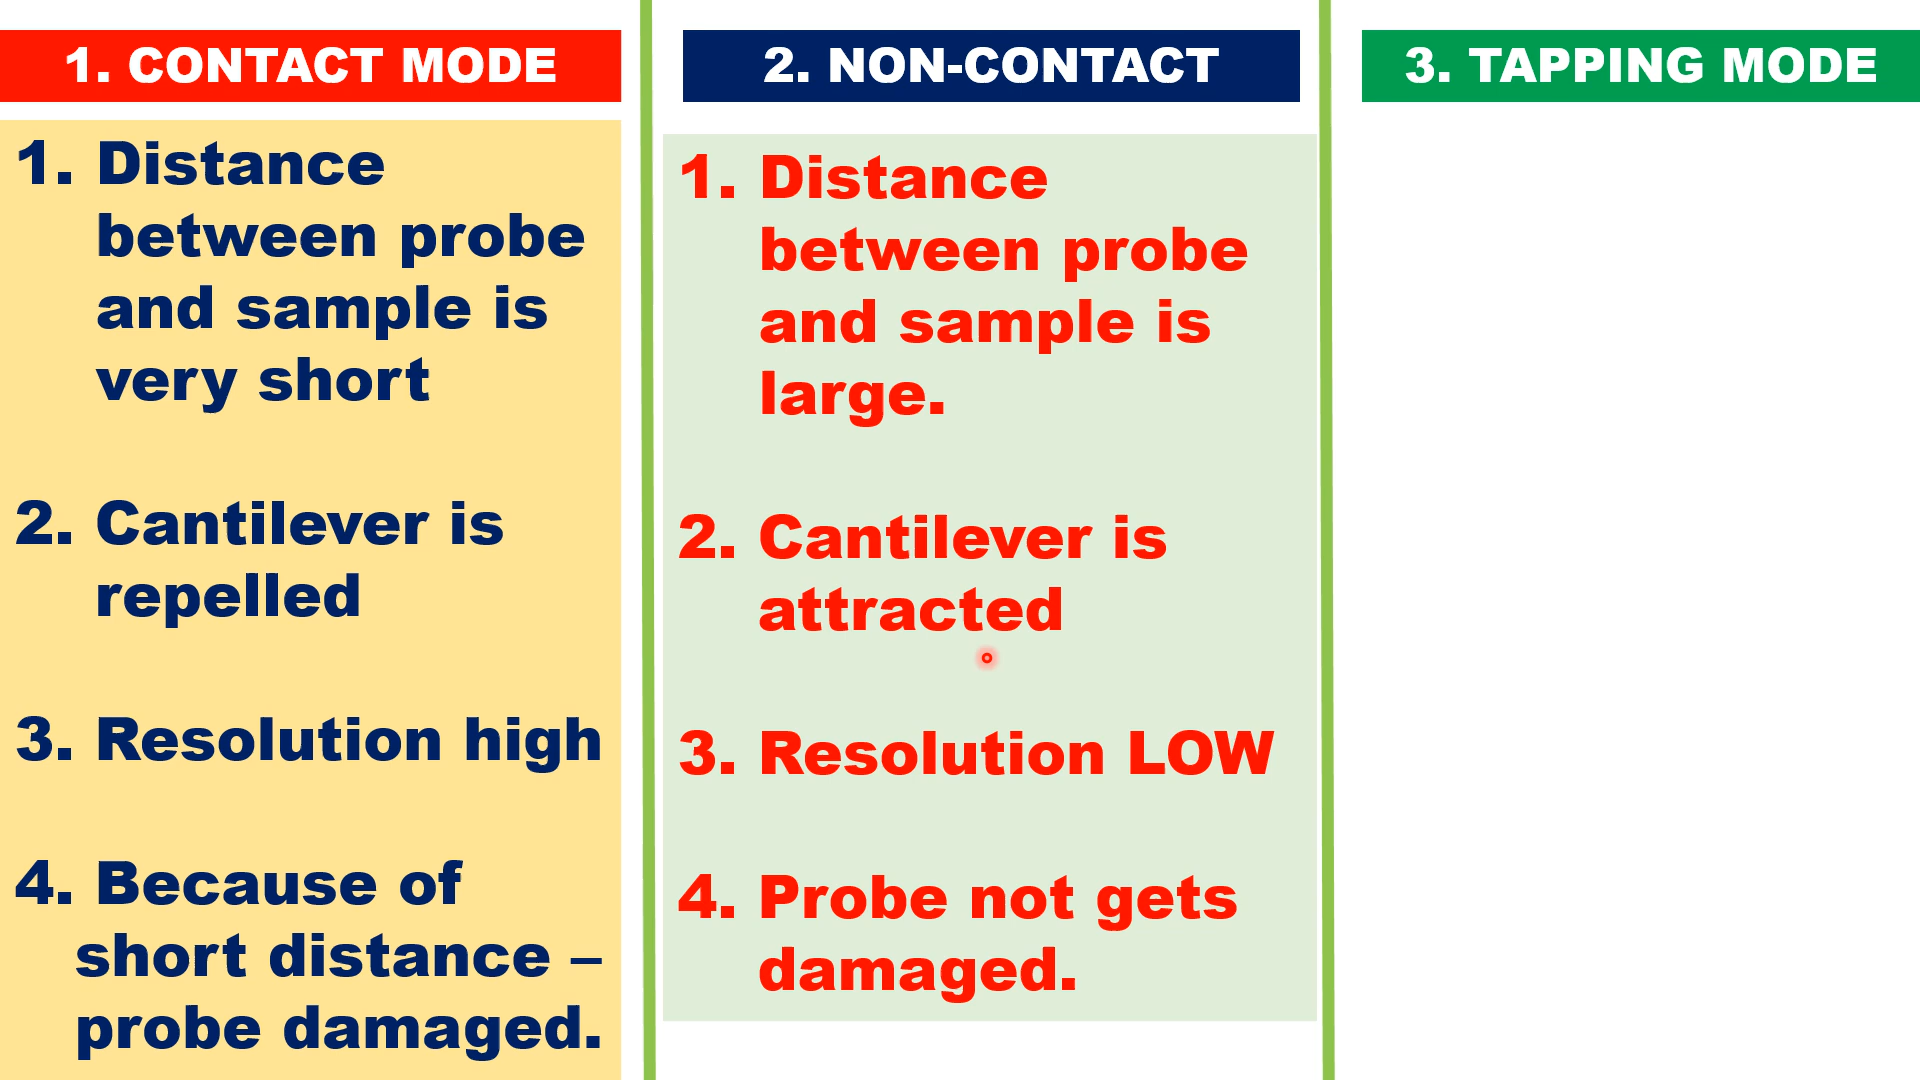 1. CONTACT MODE
1. Distance
between probe
and sample is
very short
2. Cantilever is
repelled
3. Resolution high
4. Because of
short distance –
probe damaged.
2. NON-CONTACT
1. Distance
between probe
and sample is
large.
2. Cantilever is
attracted
3. Resolution LOW
4. Probe not gets
damaged.
3. TAPPING MODE